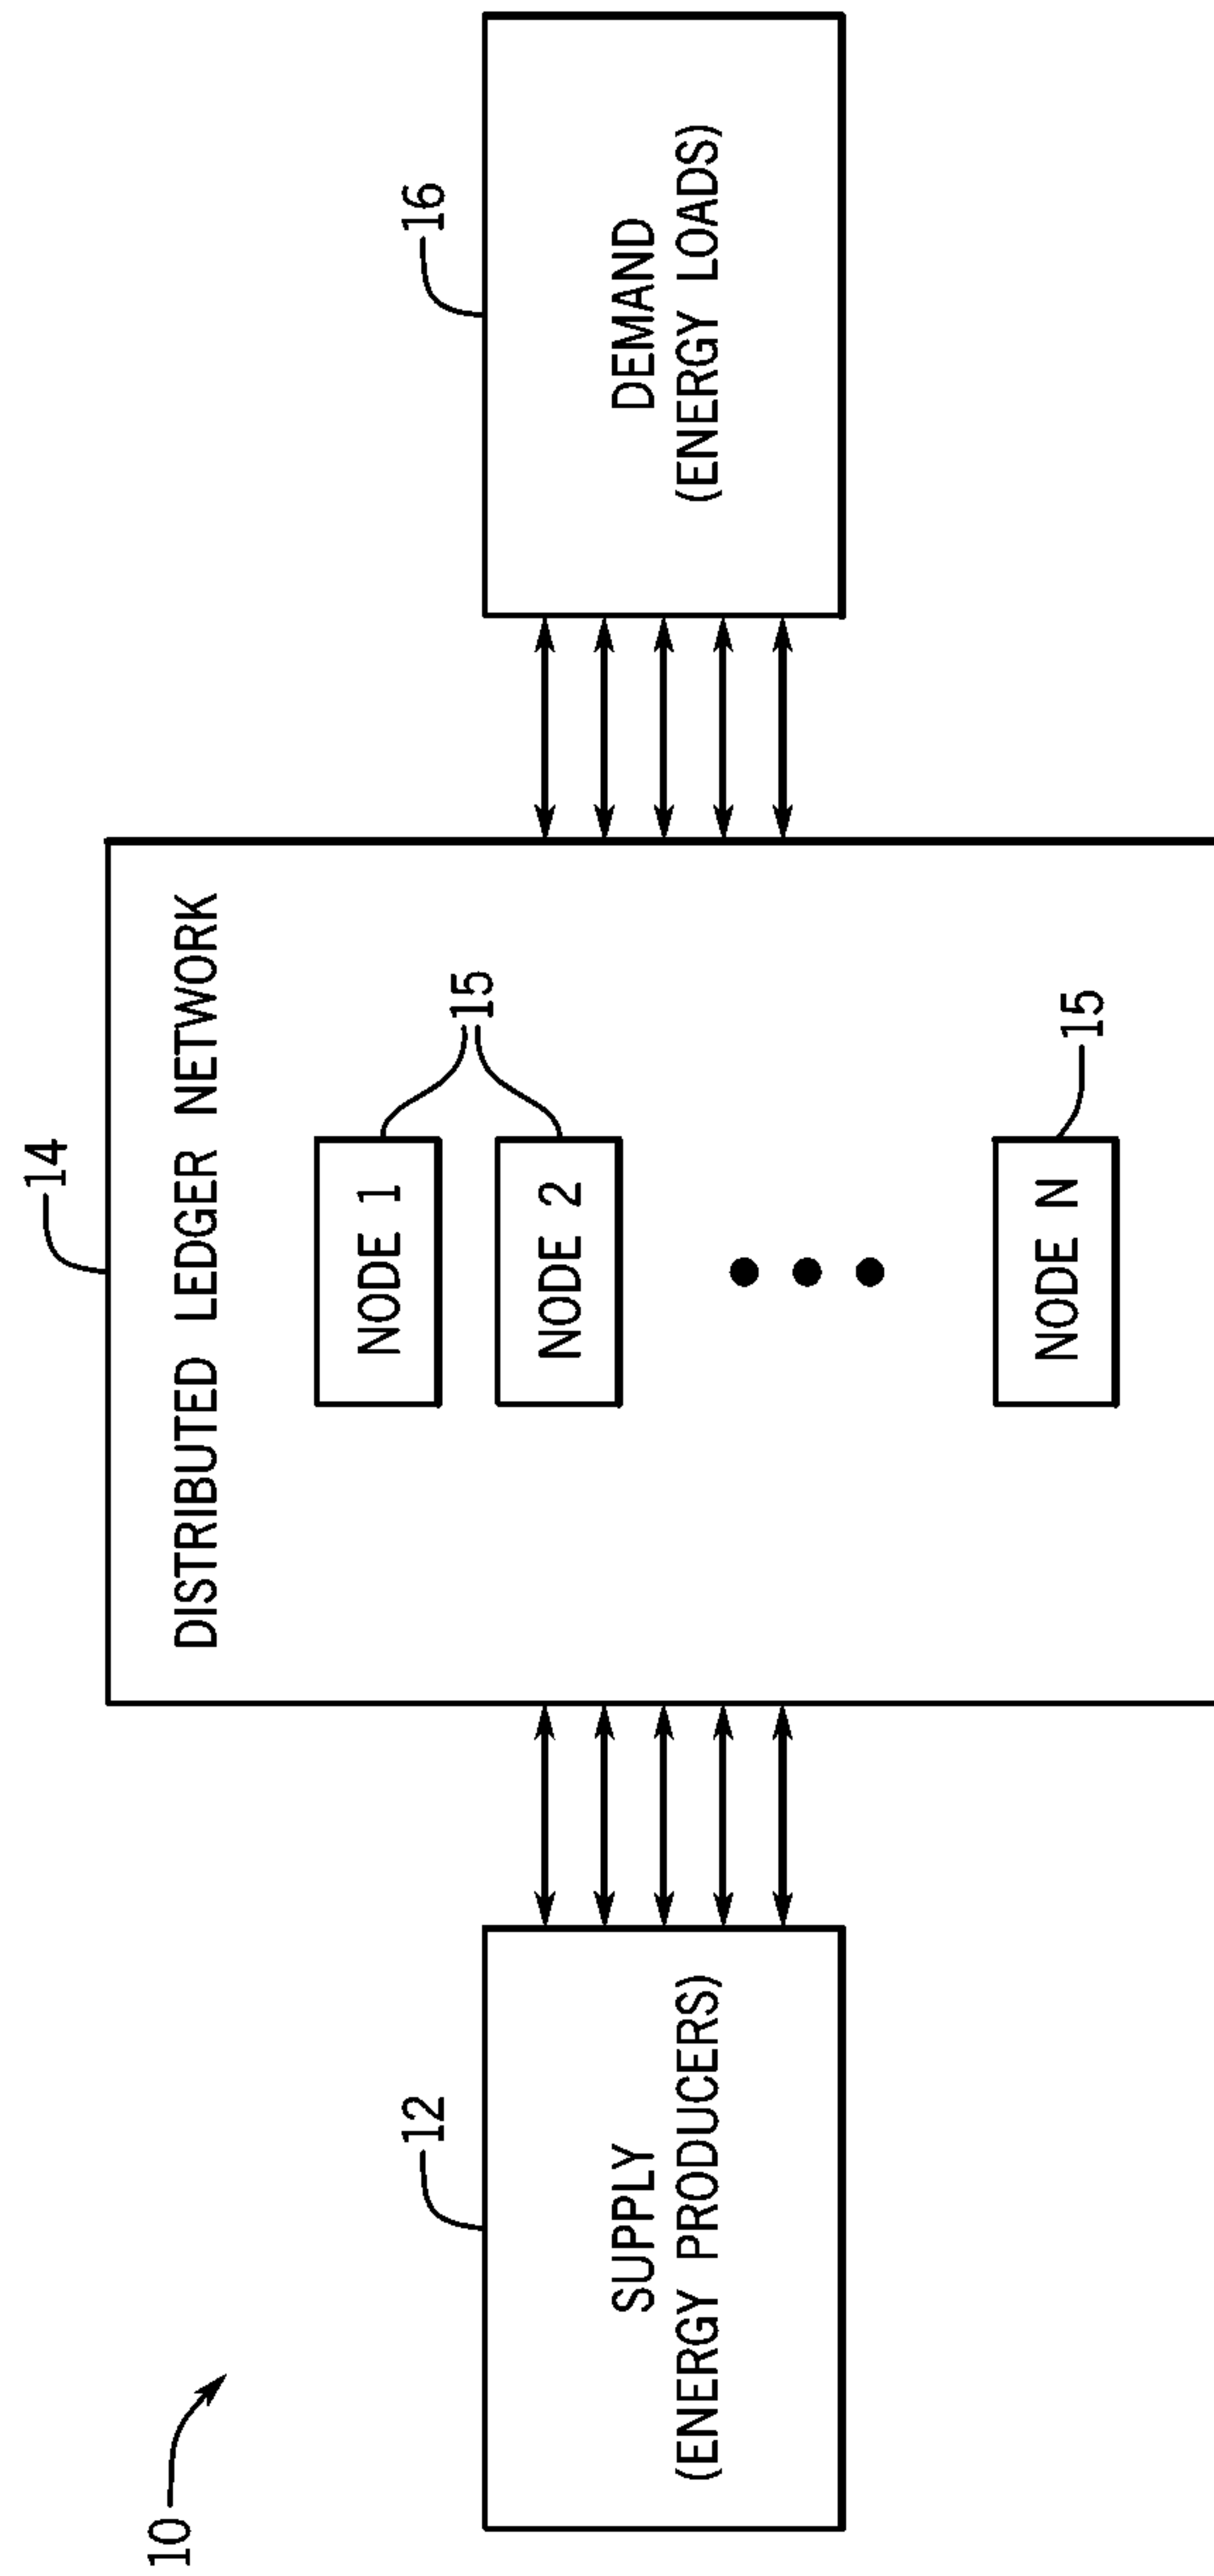 10
12
SUPPLY
(ENERGY PRODUCERS)
14
DISTRIBUTED LEDGER NETWORK
NODE 1
15
NODE 2
NODE N
15
16
DEMAND
(ENERGY LOADS)